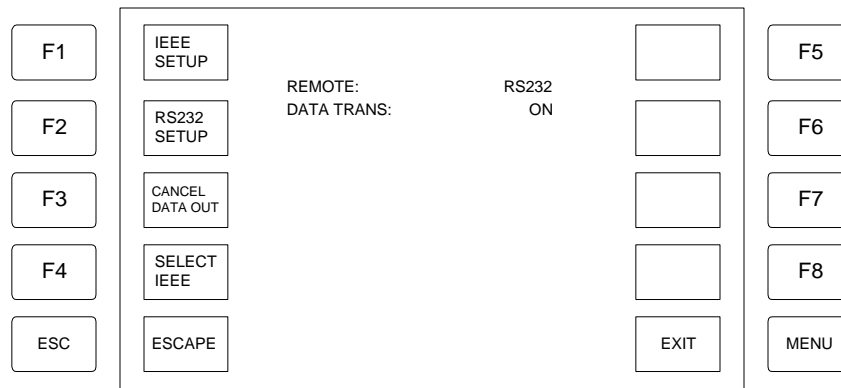 F1
IEEE
SETUP
F5
REMOTE: RS232
F2
RS232
SETUP
DATA TRANS: ON
F6
F3
CANCEL
DATA OUT
F7
F4
SELECT
IEEE
F8
ESC
ESCAPE
EXIT
MENU